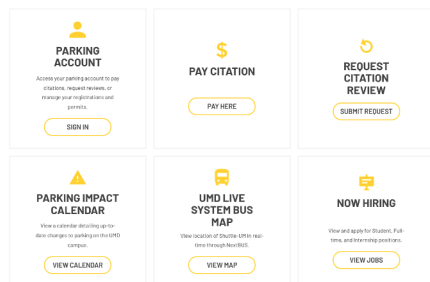 PARKING
ACCOUNT
Access your parking account to pay
citations, request reviews, or
manage your registrations and
permits.
SIGN IN
$
PAY CITATION
PAY HERE
REQUEST
CITATION
REVIEW
SUBMIT REQUEST
PARKING IMPACT
CALENDAR
View a calendar detailing up-to-
date changes to parking on the UMD
campus.
VIEW CALENDAR
UMD LIVE
SYSTEM BUS
MAP
View location of Shuttle-UM in real-
time through NextBUS.
VIEW MAP
NOW HIRING
View and apply for Student, Full-
time, and Internship positions.
VIEW JOBS